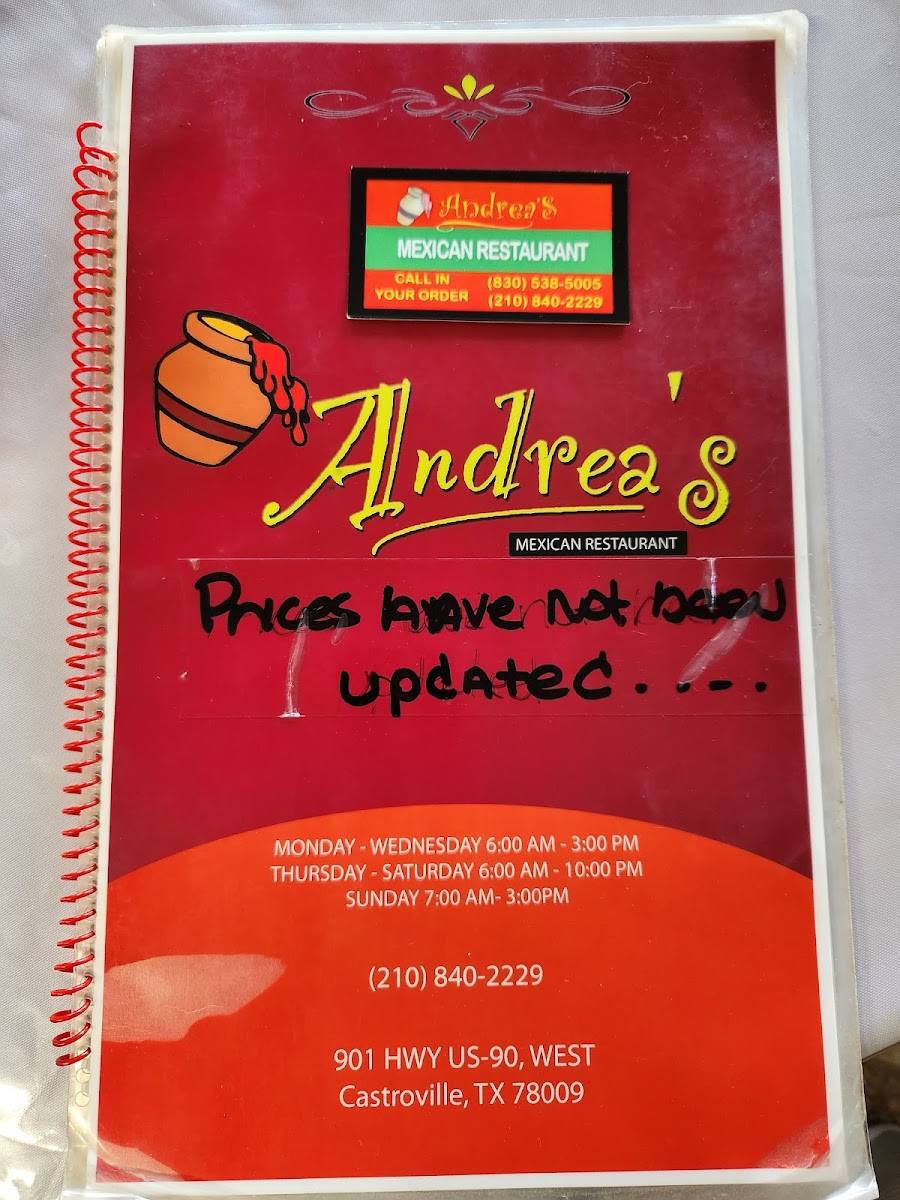 Andrea'S
MEXICAN RESTAURANT
CALL IN
YOUR ORDER
(830) 538-5005
(210) 840-2229
Andrea's
MEXICAN RESTAURANT
Prices HAVE Not been
updated.....
MONDAY - WEDNESDAY 6:00 AM - 3:00 PM
THURSDAY - SATURDAY 6:00 AM - 10:00 PM
SUNDAY 7:00 AM- 3:00PM
(210) 840-2229
901 HWY US-90, WEST
Castroville, TX 78009